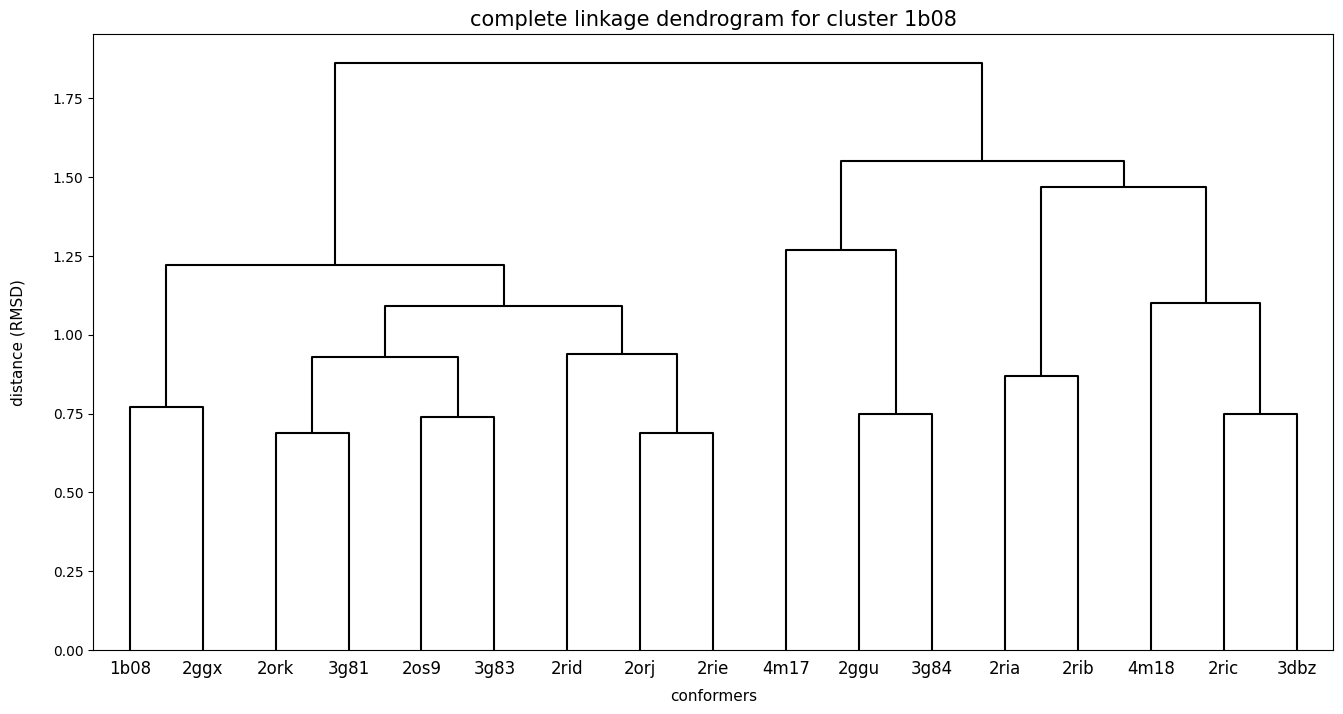 complete linkage dendrogram for cluster 1b08
distance (RMSD)
1.75
1.50
1.25
1.00
0.75
0.50
0.25
0.00
1b08 2ggx 2ork 3g81 2os9 3g83 2rid 2orj 2rie 4m17 2ggu 3g84 2ria 2rib 4m18 2ric 3dbz
conformers